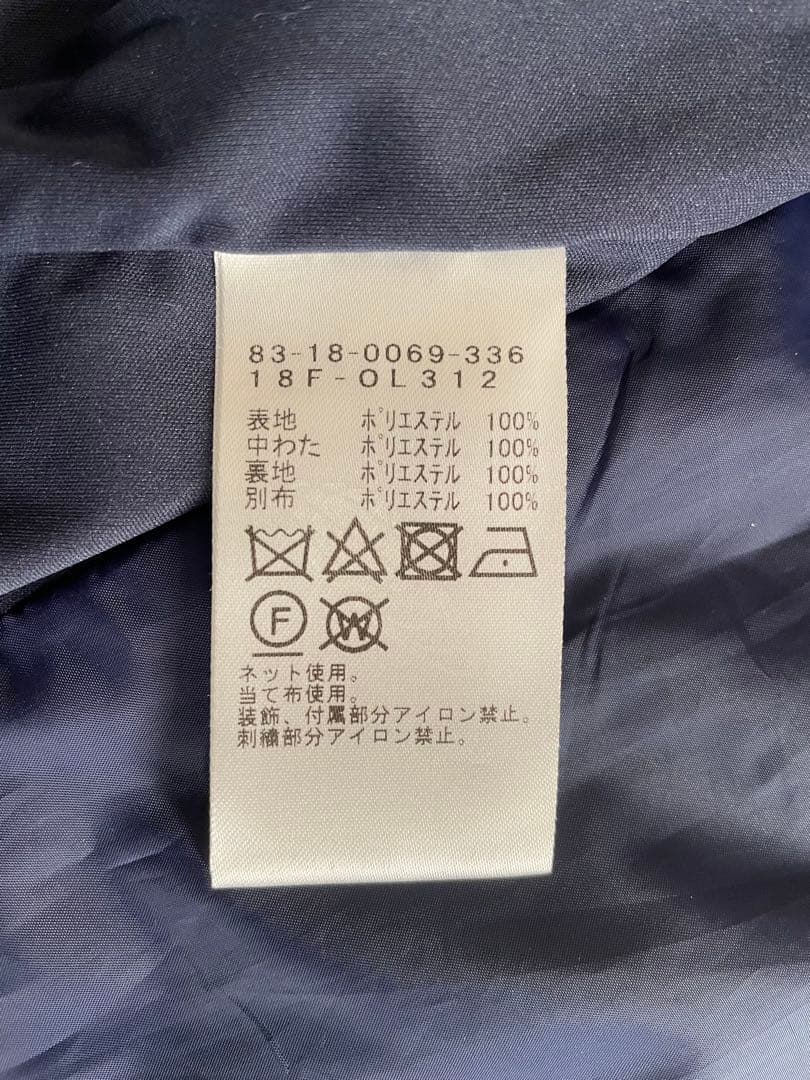 83-18-0069-336
18F-OL312
表地 ポリエステル 100%
中わた ポリエステル 100%
裏地 ポリエステル 100%
別布 ポリエステル 100%
F W
ネット使用。
当て布使用。
装飾、付属部分アイロン禁止。
刺繍部分アイロン禁止。